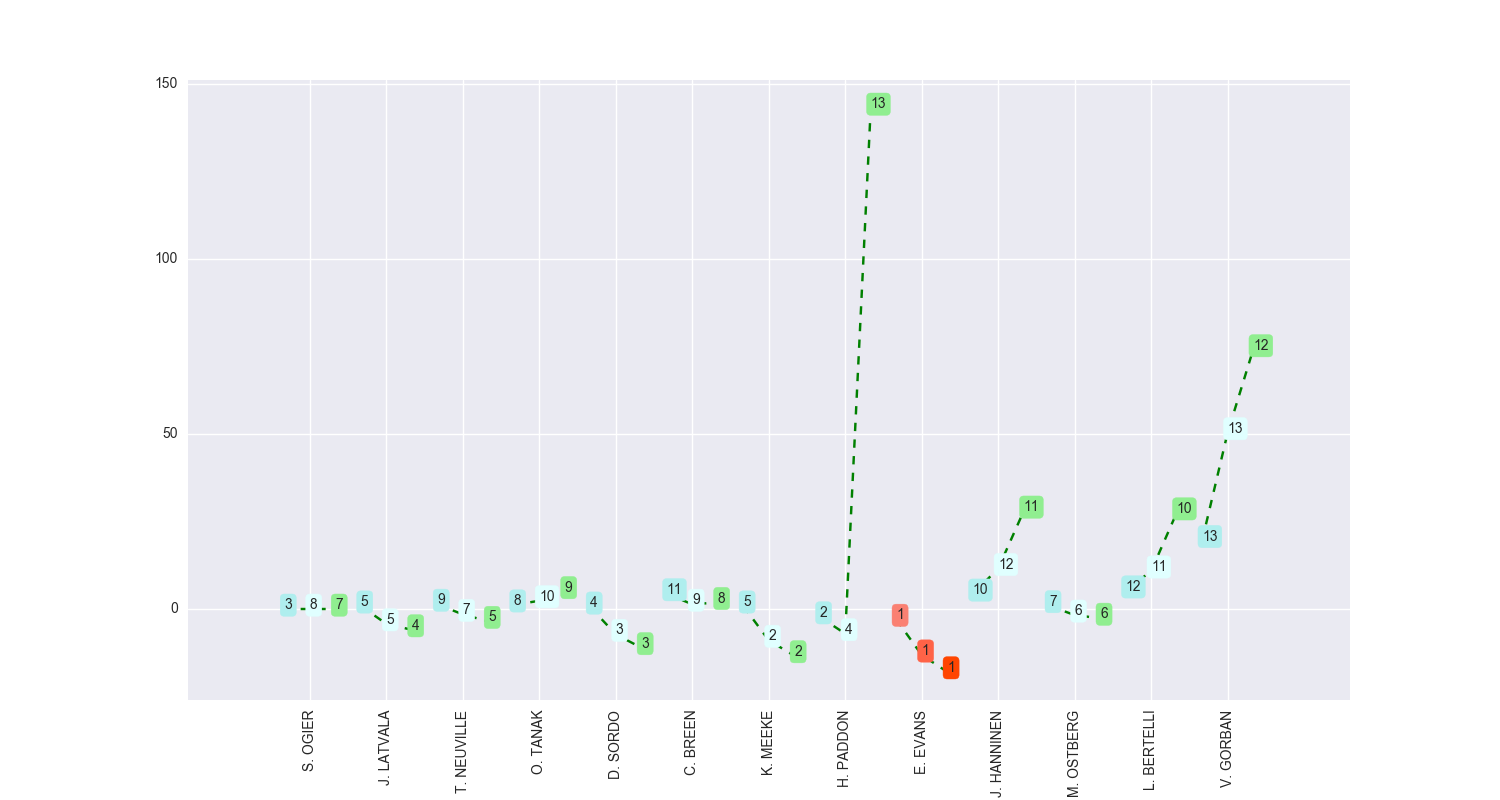 150
100
50
0
3 8 7
5 5 4
9 7 5
8 10 9
4 3 3
11 9 8
5 2 2
2 4 13
1 1 1
10 12 11
7 6 6
12 11 10
13 13 12
S. OGIER
J. LATVALA
T. NEUVILLE
O. TANAK
D. SORDO
C. BREEN
K. MEEKE
H. PADDON
E. EVANS
J. HANNINEN
M. OSTBERG
L. BERTELLI
V. GORBAN